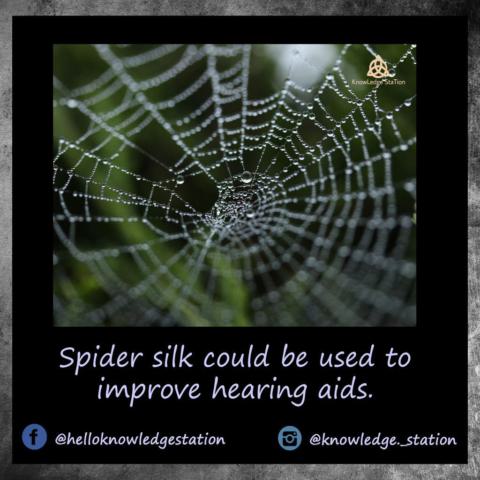 KnowLedge StaTion
Spider silk could be used to
improve hearing aids.
@helloknowledgestation
@knowledge._station